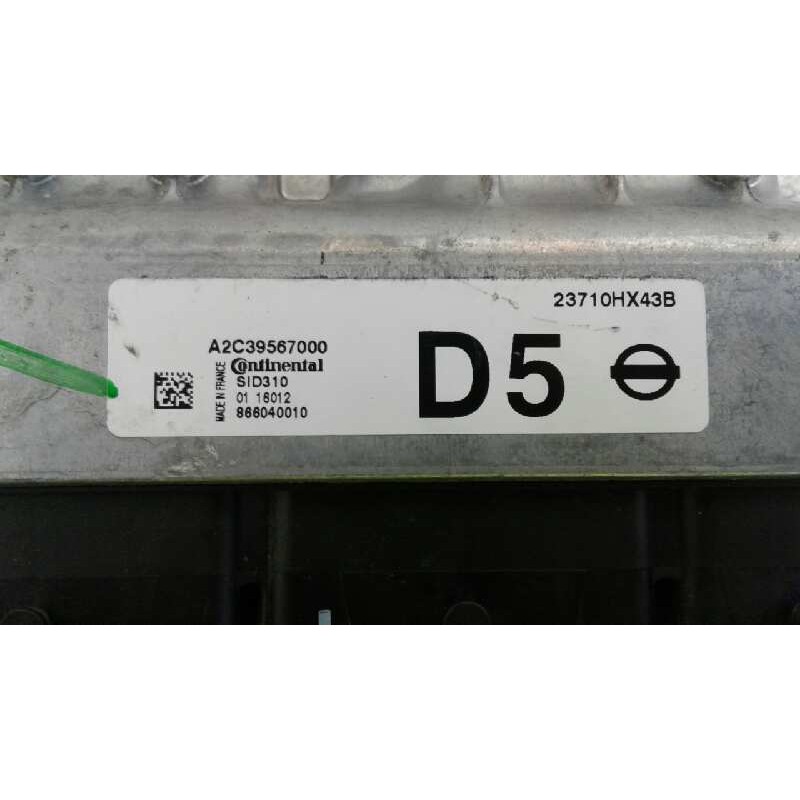 23710HX43B
A2C39567000
Continental
SID310
01 16012
866040010
MADE IN FRANCE
D5